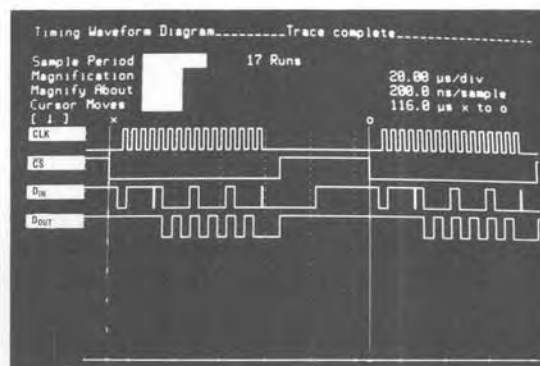 Timing Waveform Diagram________Trace complete________________
Sample Period 17 Runs
Magnification 20.00 µs/div
Magnify About 200.0 ns/sample
Cursor Moves 116.0 µs x to o
[ ↓ ] x o
CLK
CS
DIN
DOUT